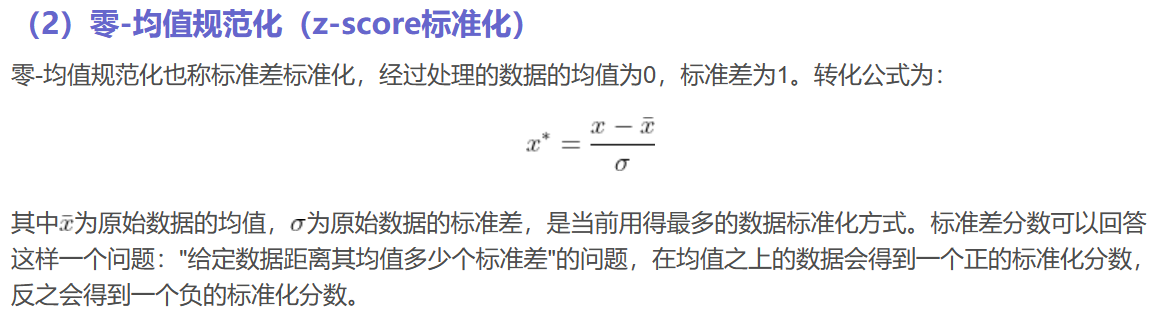 （2）零-均值规范化（z-score标准化）
零-均值规范化也称标准差标准化，经过处理的数据的均值为0，标准差为1。转化公式为：
x* = (x − x̄) / σ
其中x̄为原始数据的均值，σ为原始数据的标准差，是当前用得最多的数据标准化方式。标准差分数可以回答
这样一个问题："给定数据距离其均值多少个标准差"的问题，在均值之上的数据会得到一个正的标准化分数，
反之会得到一个负的标准化分数。